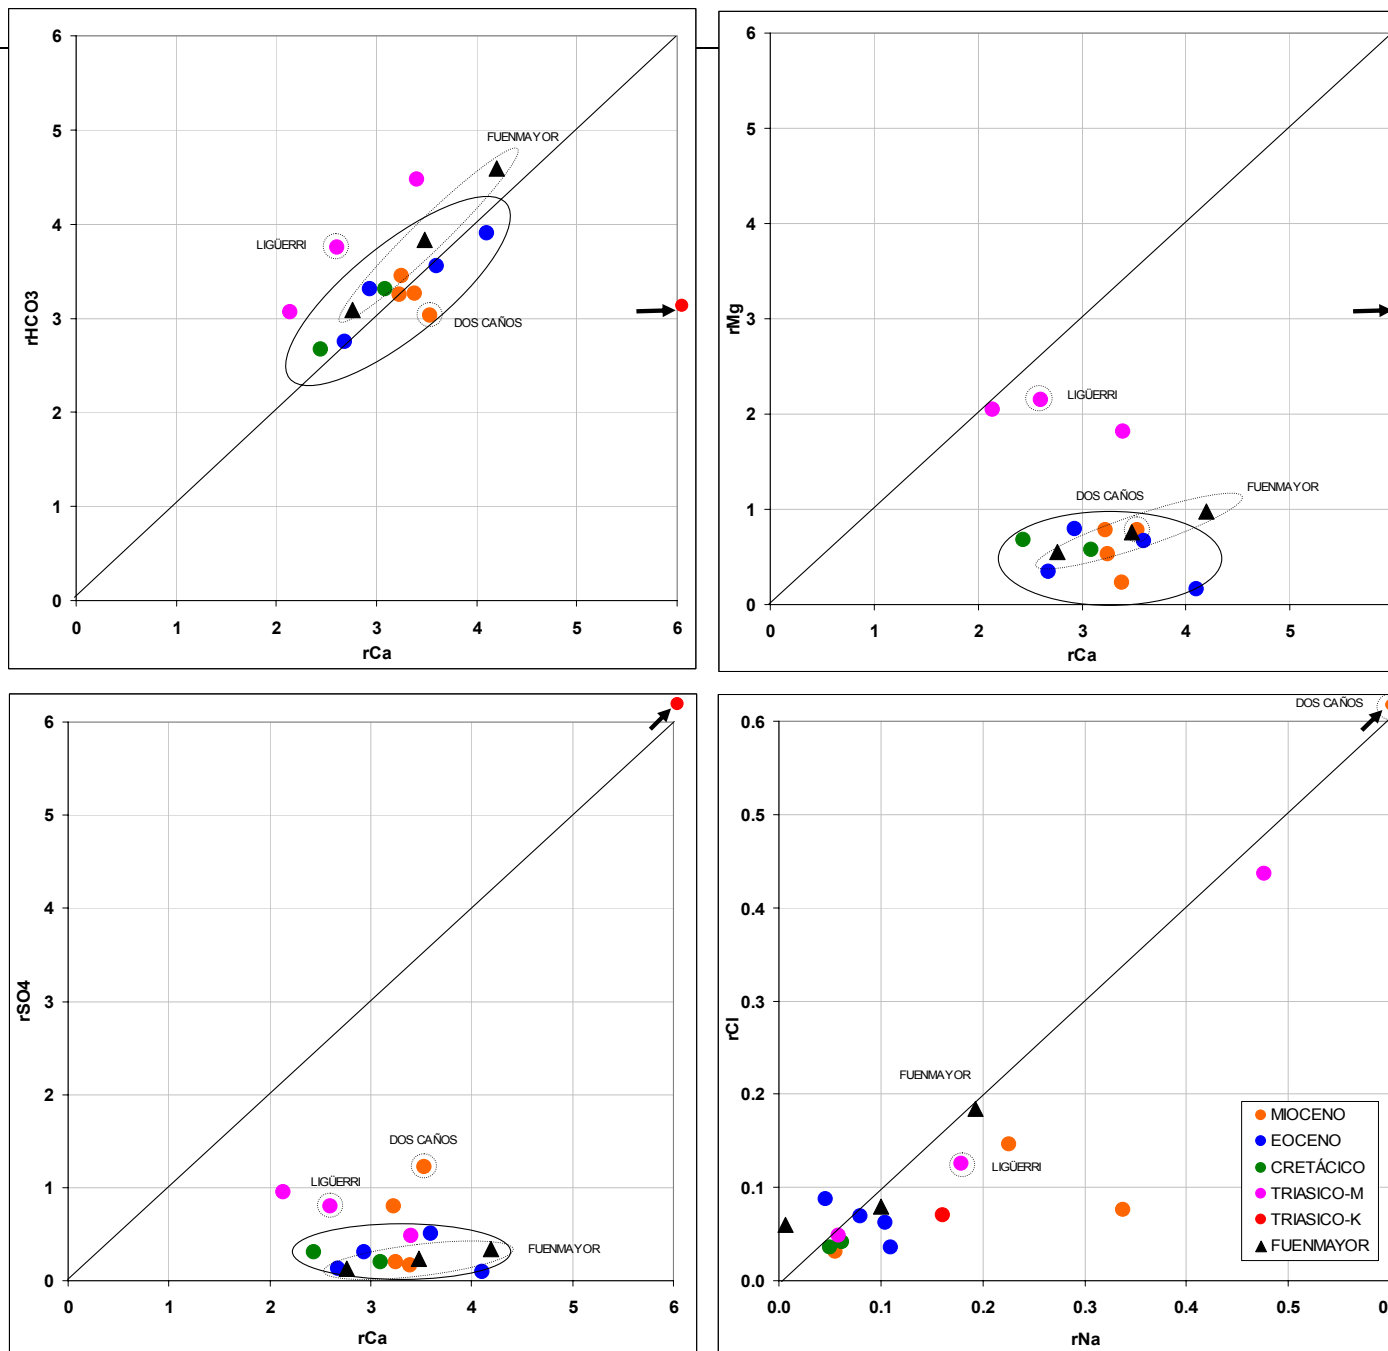 6
5
4
3
2
1
0
rHCO3
FUENMAYOR
LIGÜERRI
DOS CAÑOS
0 1 2 3 4 5 6
rCa
6
5
4
3
2
1
0
rMg
LIGÜERRI
FUENMAYOR
DOS CAÑOS
0 1 2 3 4 5
rCa
6
5
4
3
2
1
0
rSO4
DOS CAÑOS
LIGÜERRI
FUENMAYOR
0 1 2 3 4 5 6
rCa
DOS CAÑOS
0.6
0.5
0.4
0.3
0.2
0.1
0.0
rCl
FUENMAYOR
LIGÜERRI
MIOCENO
EOCENO
CRETÁCICO
TRIASICO-M
TRIASICO-K
FUENMAYOR
0.0 0.1 0.2 0.3 0.4 0.5
rNa